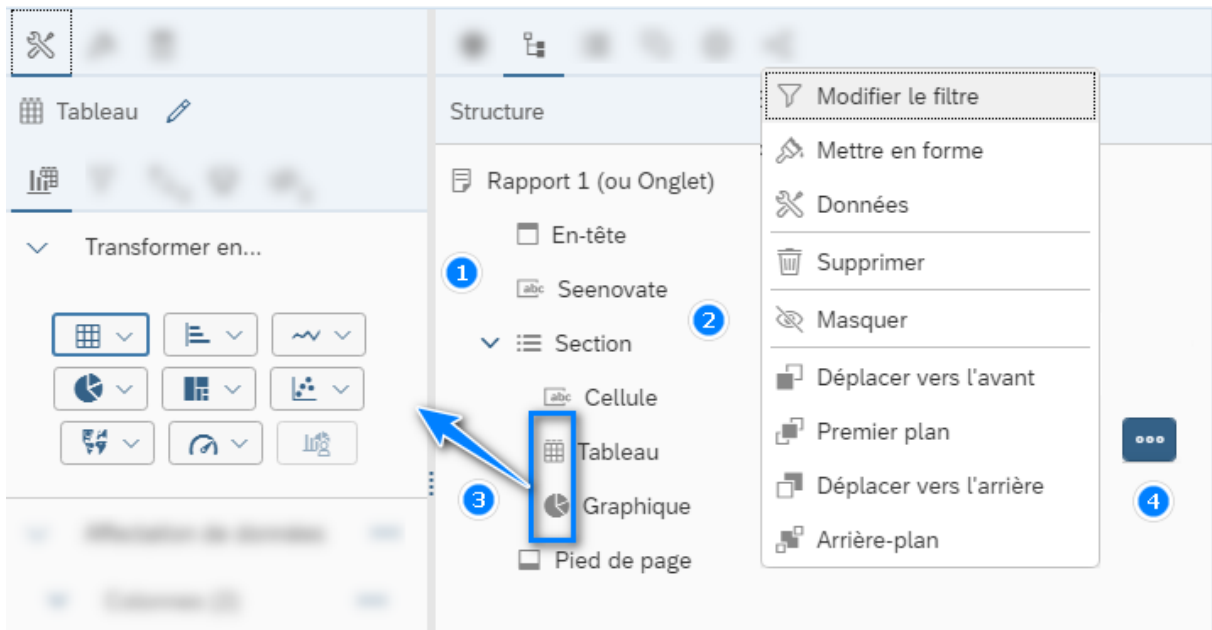 Tableau
Transformer en...
Structure
Rapport 1 (ou Onglet)
En-tête
1
abc Seenovate
2
Section
abc Cellule
Tableau
3
Graphique
Pied de page
Modifier le filtre
Mettre en forme
Données
Supprimer
Masquer
Déplacer vers l'avant
Premier plan
Déplacer vers l'arrière
Arrière-plan
4